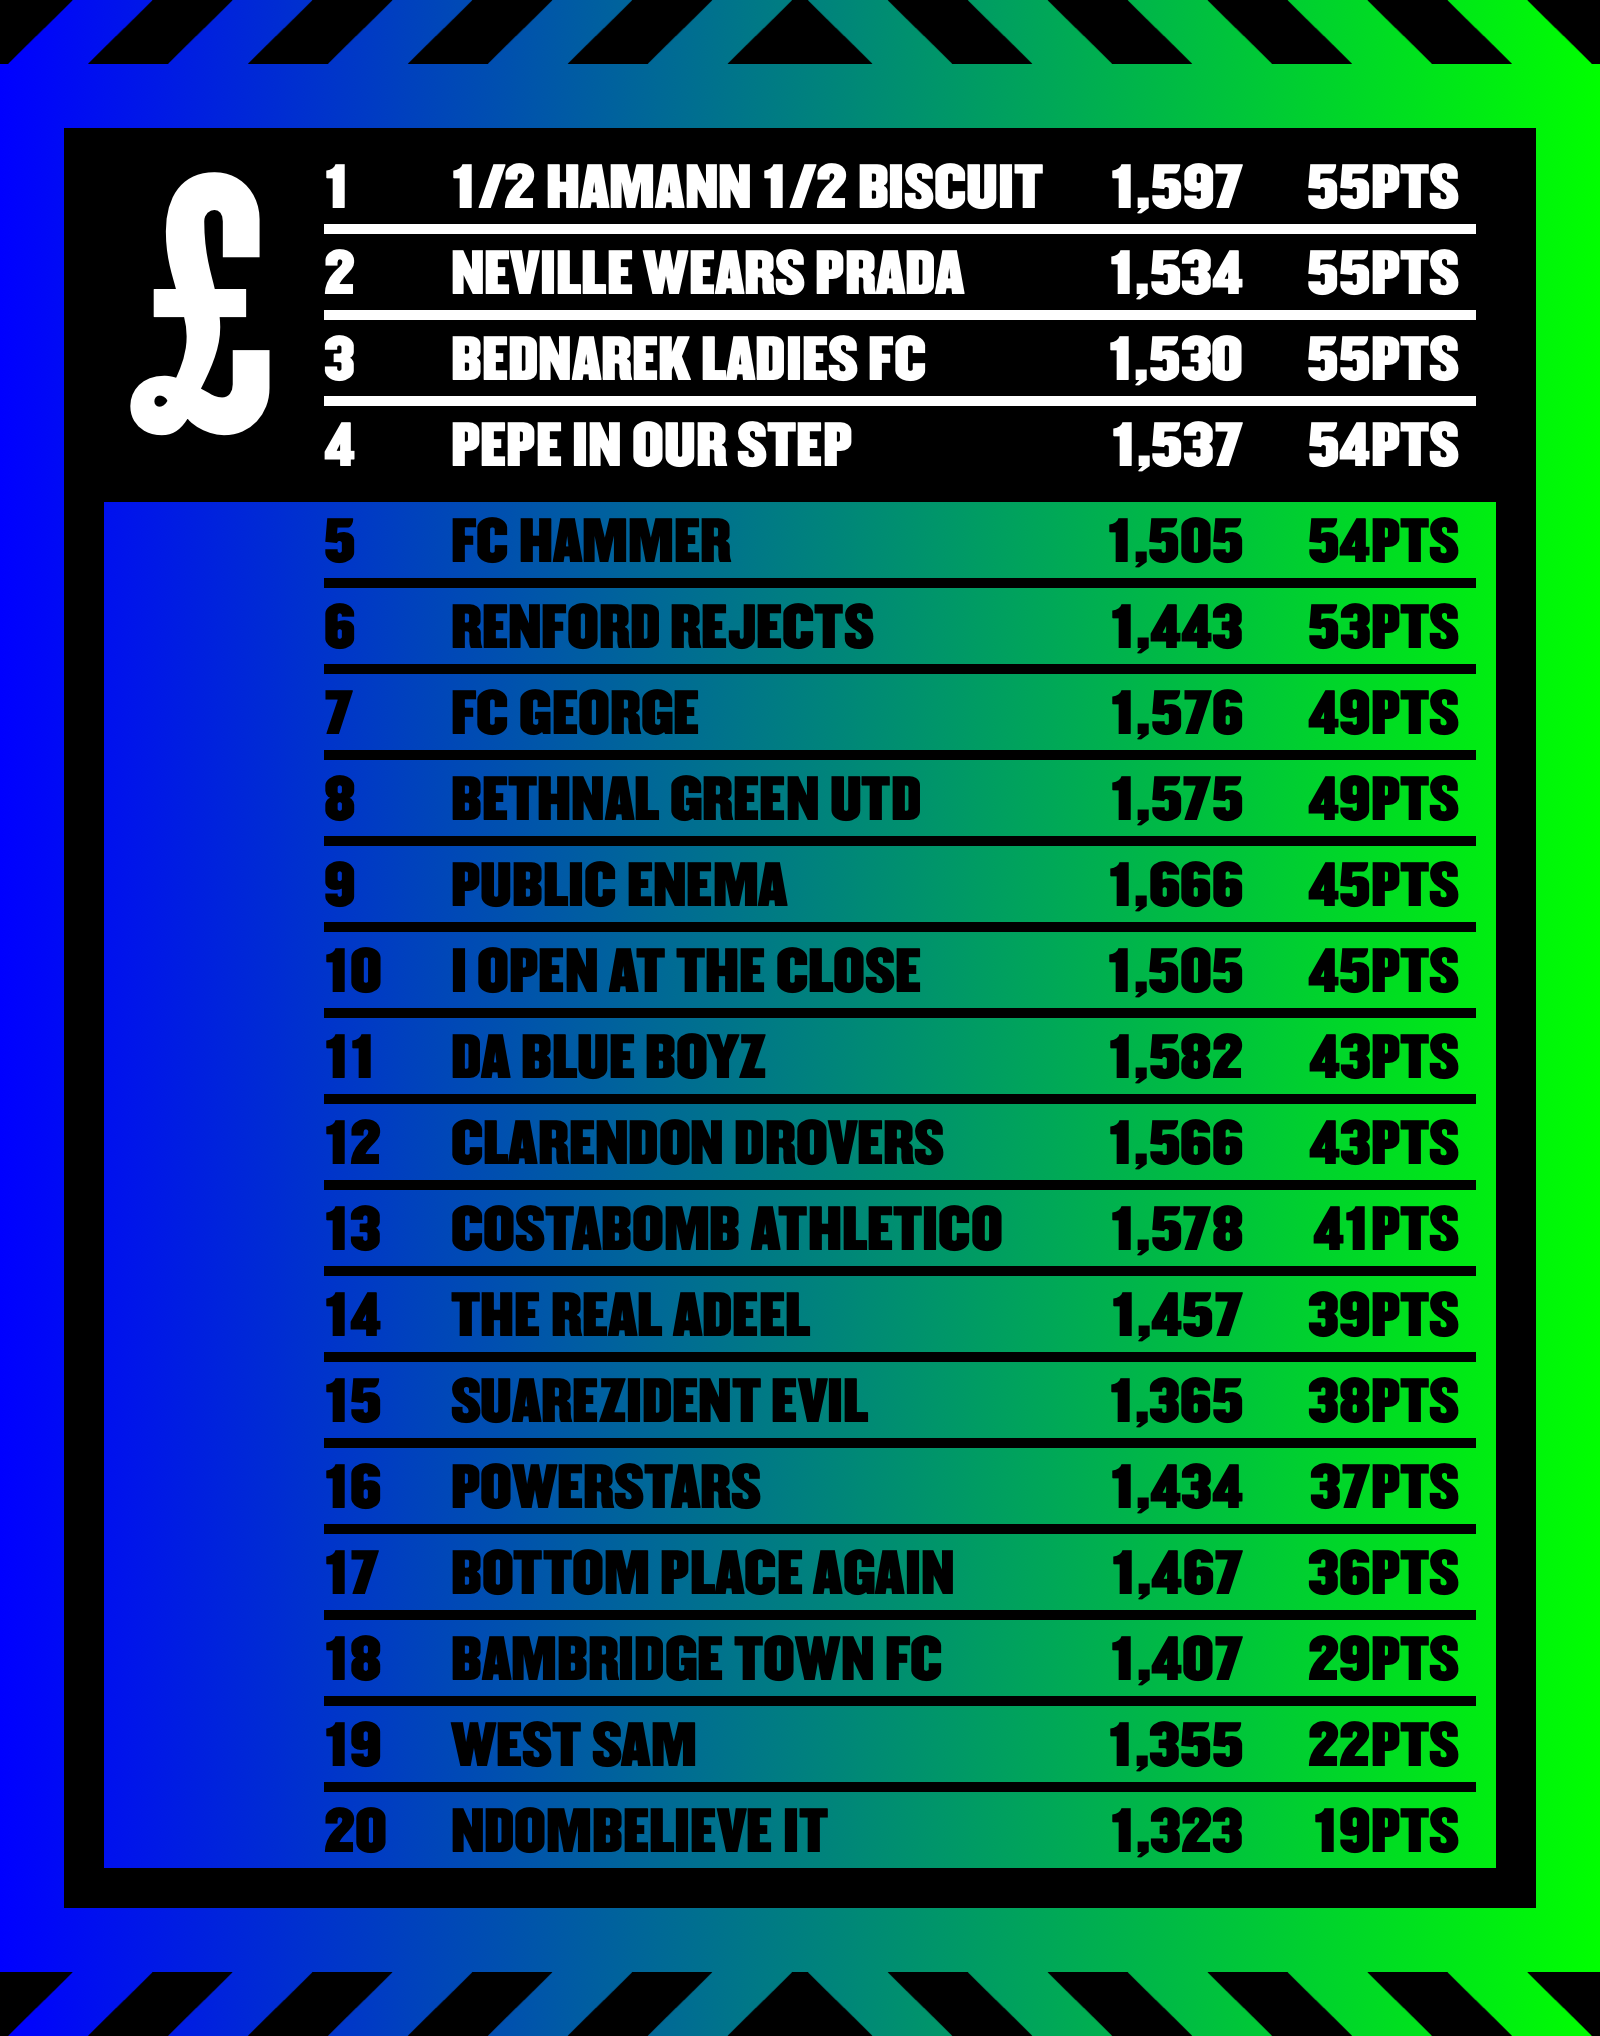 £
1 1/2 HAMANN 1/2 BISCUIT 1,597 55PTS
2 NEVILLE WEARS PRADA 1,534 55PTS
3 BEDNAREK LADIES FC 1,530 55PTS
4 PEPE IN OUR STEP 1,537 54PTS
5 FC HAMMER 1,505 54PTS
6 RENFORD REJECTS 1,443 53PTS
7 FC GEORGE 1,576 49PTS
8 BETHNAL GREEN UTD 1,575 49PTS
9 PUBLIC ENEMA 1,666 45PTS
10 I OPEN AT THE CLOSE 1,505 45PTS
11 DA BLUE BOYZ 1,582 43PTS
12 CLARENDON DROVERS 1,566 43PTS
13 COSTABOMB ATHLETICO 1,578 41PTS
14 THE REAL ADEEL 1,457 39PTS
15 SUAREZIDENT EVIL 1,365 38PTS
16 POWERSTARS 1,434 37PTS
17 BOTTOM PLACE AGAIN 1,467 36PTS
18 BAMBRIDGE TOWN FC 1,407 29PTS
19 WEST SAM 1,355 22PTS
20 NDOMBELIEVE IT 1,323 19PTS